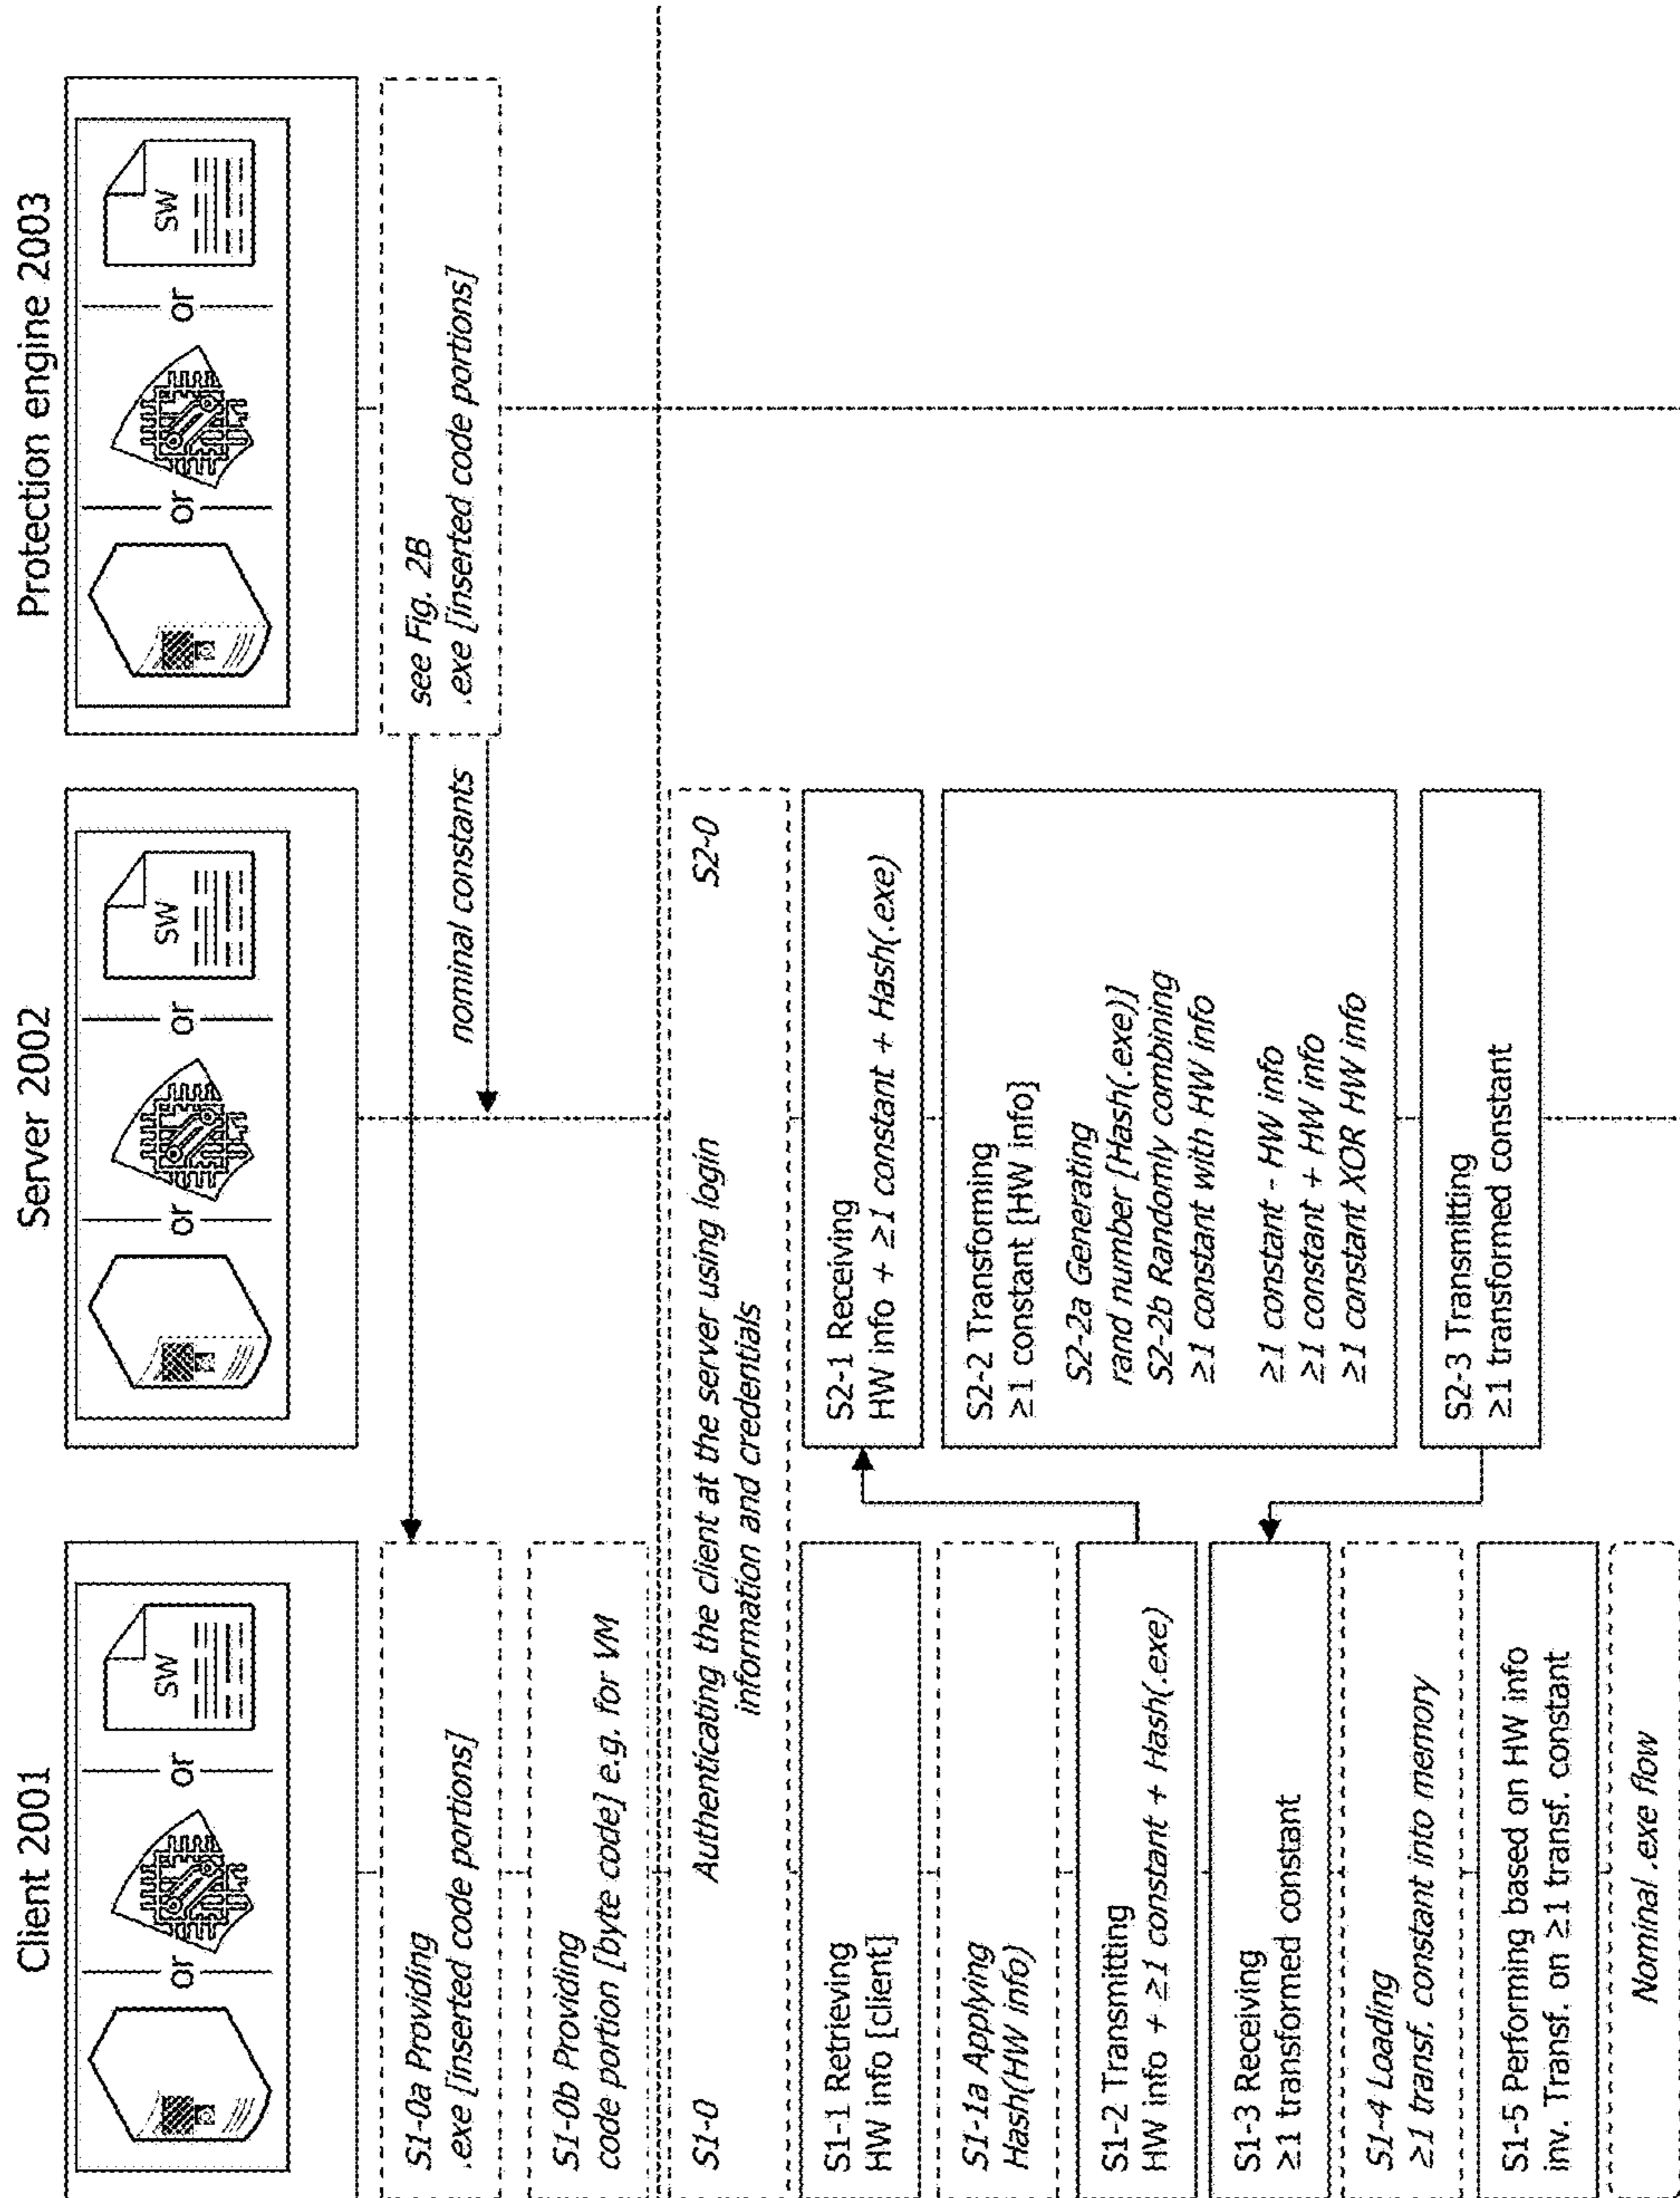 Client 2001
or
or
SW
Server 2002
or
or
SW
Protection engine 2003
or
or
SW
S1-0a Providing
.exe [inserted code portions]
see Fig. 2B
.exe [inserted code portions]
nominal constants
S1-0b Providing
code portion [byte code] e.g. for VM
S1-0
Authenticating the client at the server using login
information and credentials
S2-0
S1-1 Retrieving
HW info [client]
S1-1a Applying
Hash(HW info)
S1-2 Transmitting
HW info + ≥1 constant + Hash(.exe)
S2-1 Receiving
HW info + ≥1 constant + Hash(.exe)
S2-2 Transforming
≥1 constant [HW info]
S2-2a Generating
rand number [Hash(.exe)]
S2-2b Randomly combining
≥1 constant with HW info
≥1 constant - HW info
≥1 constant + HW info
≥1 constant XOR HW info
S2-3 Transmitting
≥1 transformed constant
S1-3 Receiving
≥1 transformed constant
S1-4 Loading
≥1 transf. constant into memory
S1-5 Performing based on HW info
inv. Transf. on ≥1 transf. constant
Nominal .exe flow